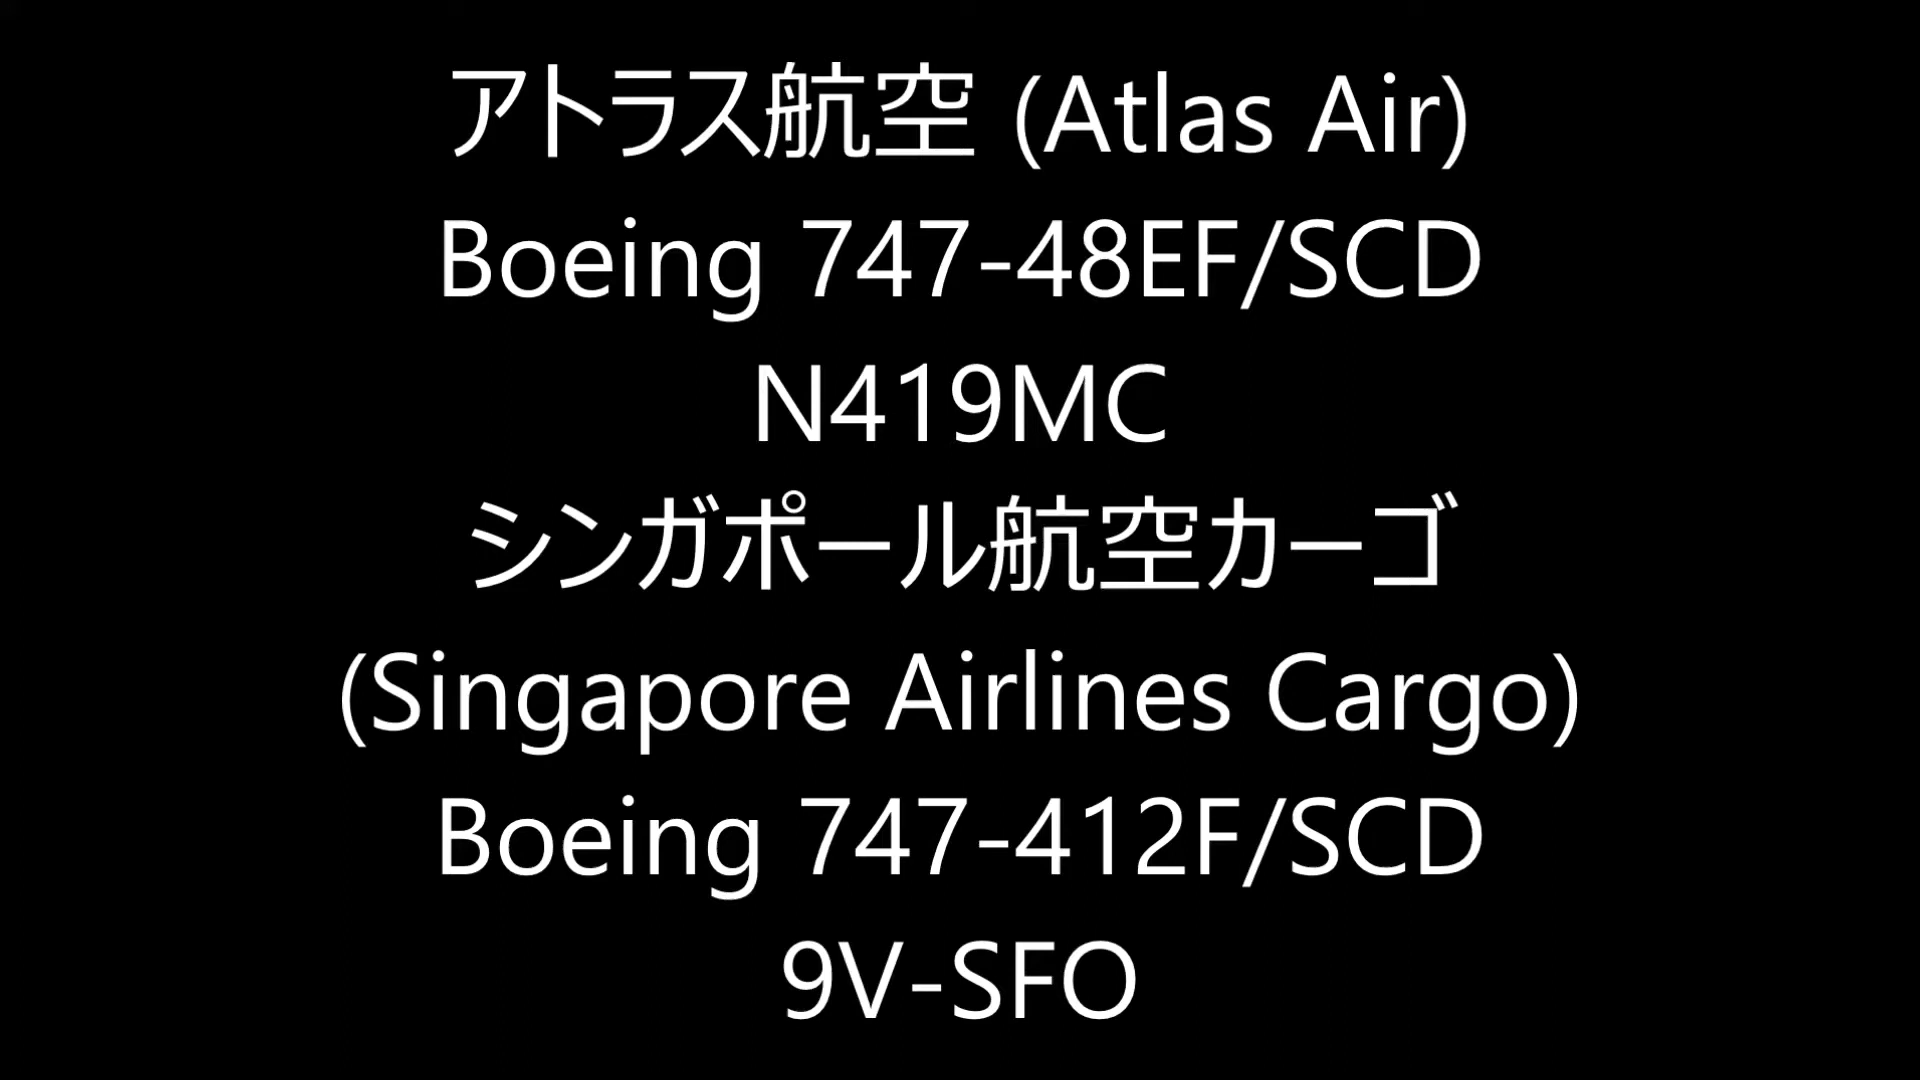 アトラス航空 (Atlas Air)
Boeing 747-48EF/SCD
N419MC
シンガポール航空カーゴ
(Singapore Airlines Cargo)
Boeing 747-412F/SCD
9V-SFO